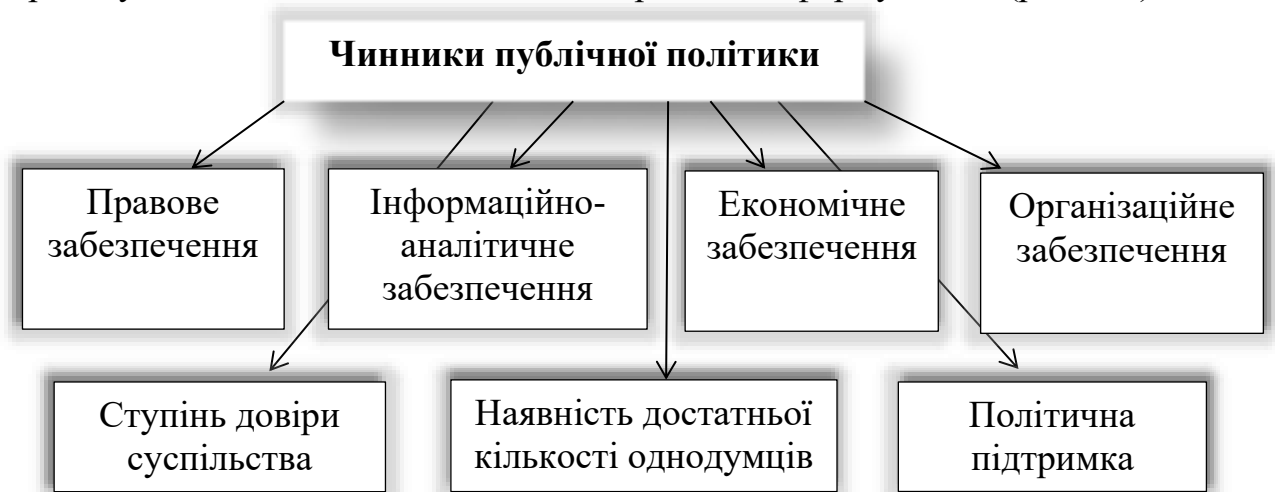 Чинники публічної політики
Правове
забезпечення
Інформаційно-
аналітичне
забезпечення
Економічне
забезпечення
Організаційне
забезпечення
Ступінь довіри
суспільства
Наявність достатньої
кількості однодумців
Політична
підтримка